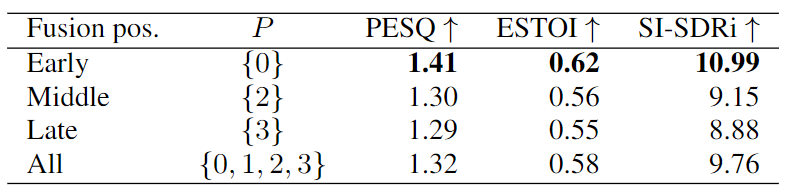 Fusion pos. P PESQ ↑ ESTOI ↑ SI-SDRi ↑
Early {0} 1.41 0.62 10.99
Middle {2} 1.30 0.56 9.15
Late {3} 1.29 0.55 8.88
All {0, 1, 2, 3} 1.32 0.58 9.76